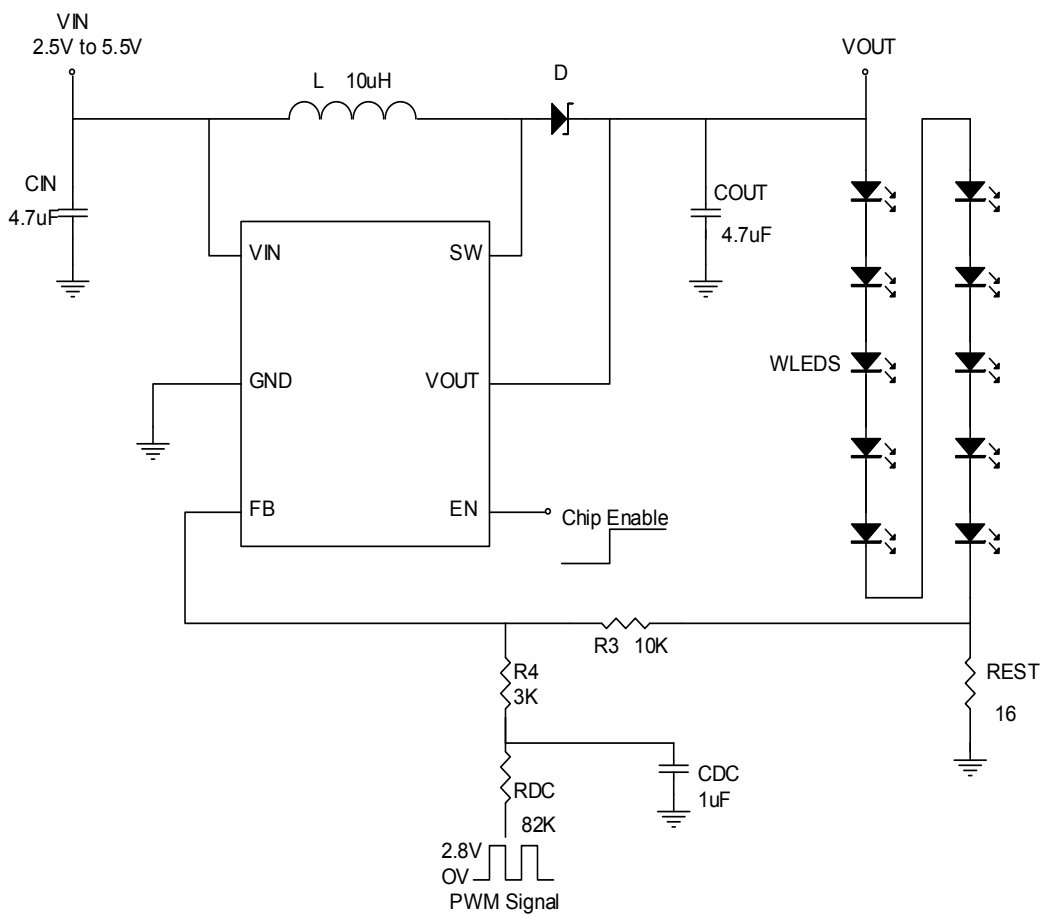 VIN
2.5V to 5.5V
VOUT
L 10uH
D
CIN
4.7uF
COUT
4.7uF
VIN
SW
WLEDS
GND
VOUT
FB
EN
Chip Enable
R3 10K
R4
3K
REST
16
CDC
1uF
RDC
82K
2.8V
OV
PWM Signal